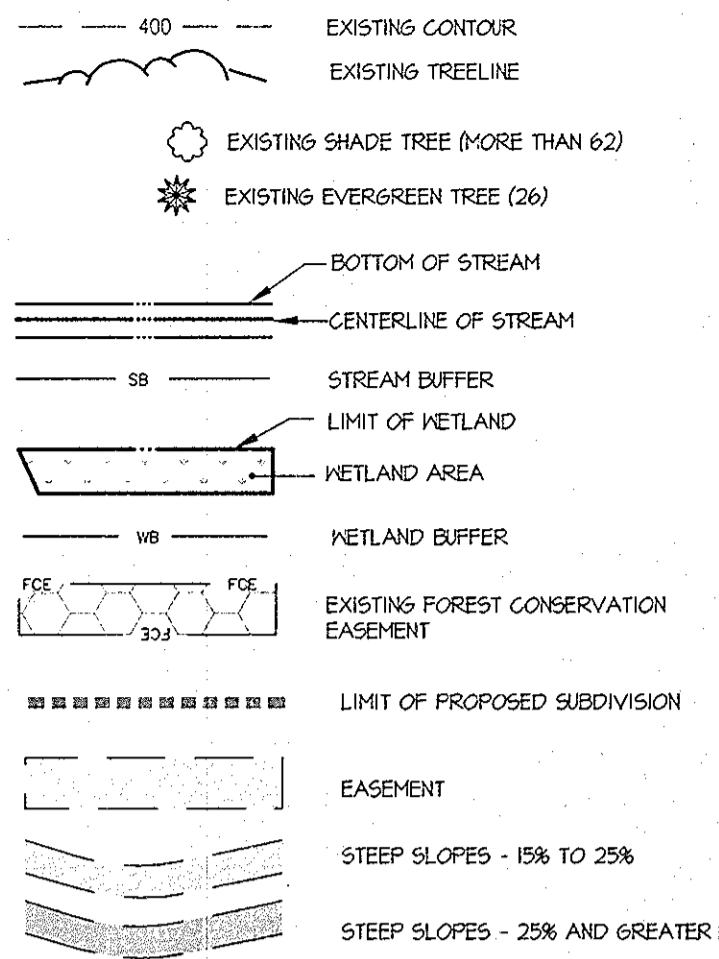 400 EXISTING CONTOUR
EXISTING TREELINE
EXISTING SHADE TREE (MORE THAN 62)
EXISTING EVERGREEN TREE (26)
BOTTOM OF STREAM
CENTERLINE OF STREAM
SB STREAM BUFFER
LIMIT OF WETLAND
WETLAND AREA
WB WETLAND BUFFER
FCE FCE
EXISTING FOREST CONSERVATION
FCE EASEMENT
LIMIT OF PROPOSED SUBDIVISION
EASEMENT
STEEP SLOPES - 15% TO 25%
STEEP SLOPES - 25% AND GREATER